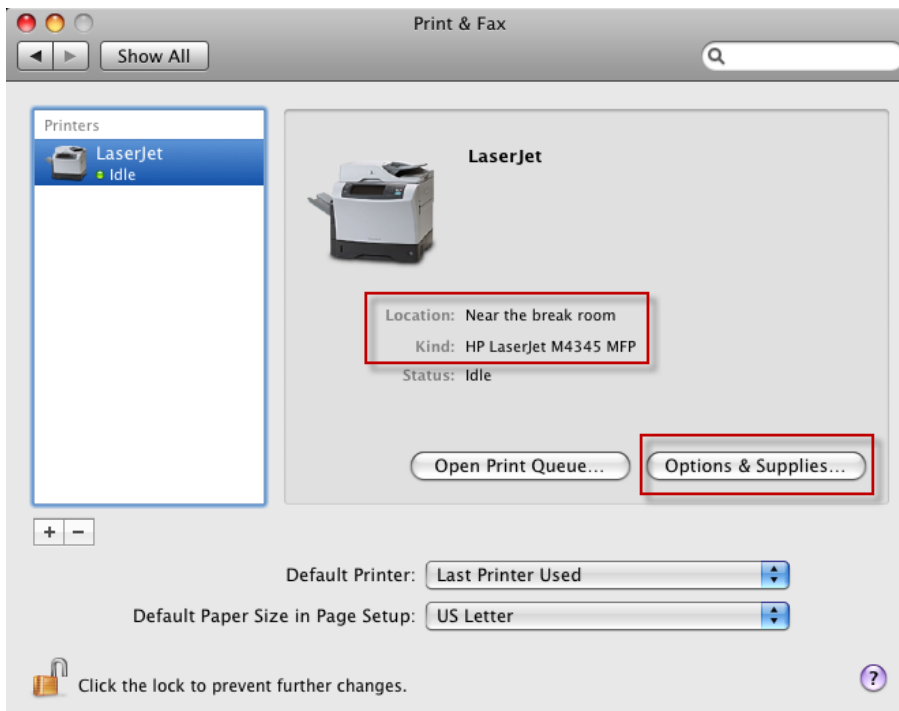 Print & Fax
Show All
Printers
LaserJet
Idle
LaserJet
Location: Near the break room
Kind: HP LaserJet M4345 MFP
Status: Idle
Open Print Queue...
Options & Supplies...
+ −
Default Printer: Last Printer Used
Default Paper Size in Page Setup: US Letter
Click the lock to prevent further changes.
?